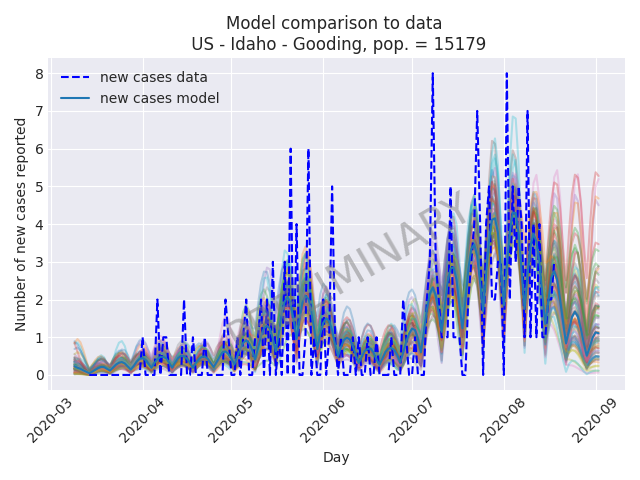 Model comparison to data
US - Idaho - Gooding, pop. = 15179
new cases data
new cases model
PRELIMINARY
Number of new cases reported
8
7
6
5
4
3
2
1
0
2020-03
2020-04
2020-05
2020-06
2020-07
2020-08
2020-09
Day